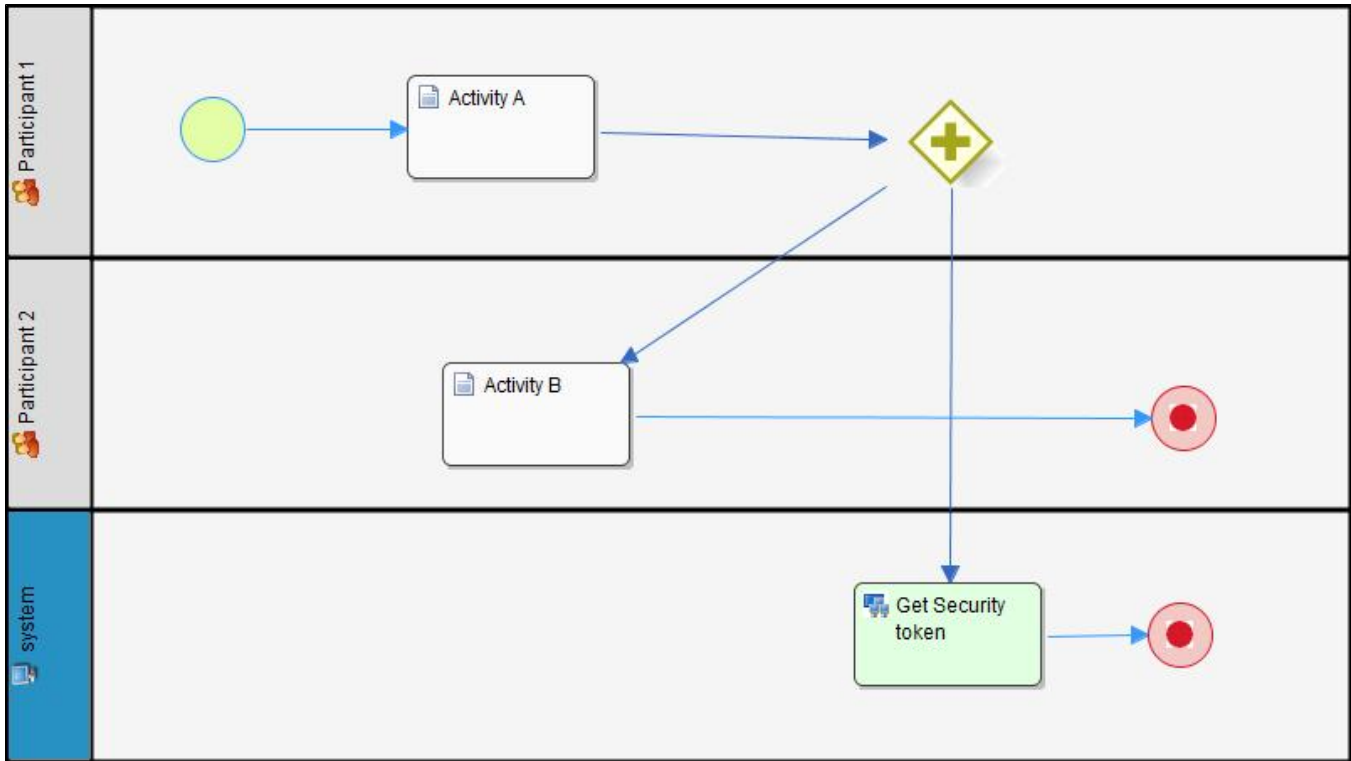 Participant 1
Activity A
Participant 2
Activity B
system
Get Security
token